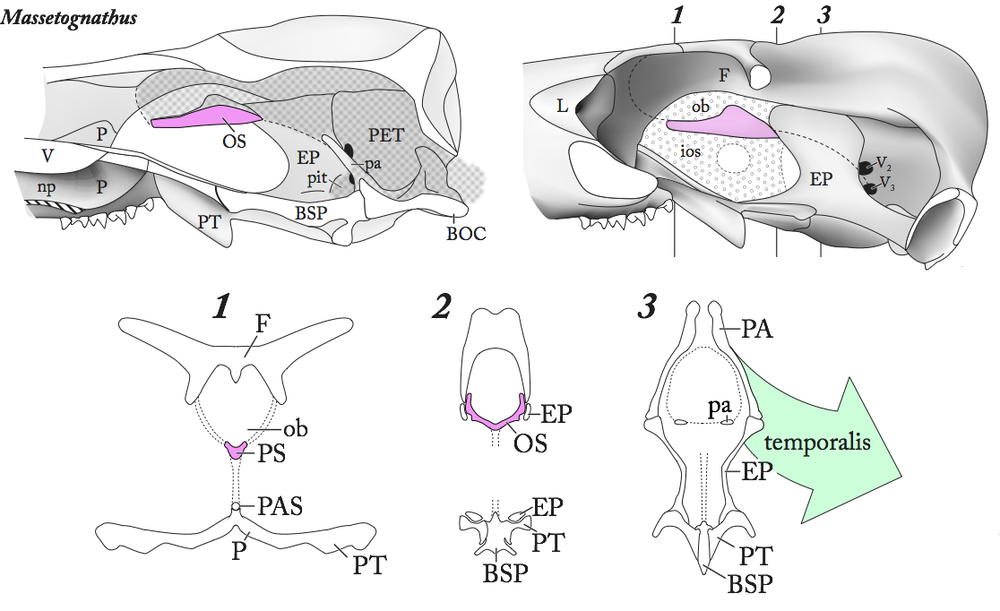 Massetognathus
P
V
np
P
PT
OS
EP
pit
pa
PET
BSP
BOC
1
2
3
L
F
ob
ios
EP
V2
V3
1
F
ob
PS
PAS
P
PT
2
EP
OS
EP
PT
BSP
3
PA
pa
temporalis
EP
PT
BSP